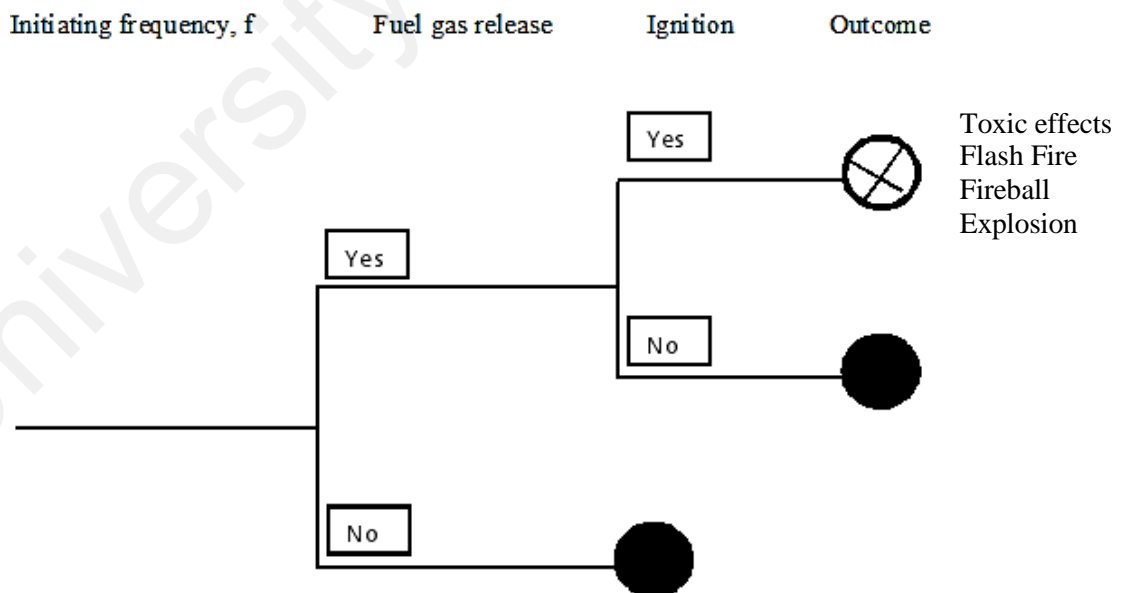 Initiating frequency, f Fuel gas release Ignition Outcome
Yes
Toxic effects
Flash Fire
Fireball
Explosion
Yes
No
No